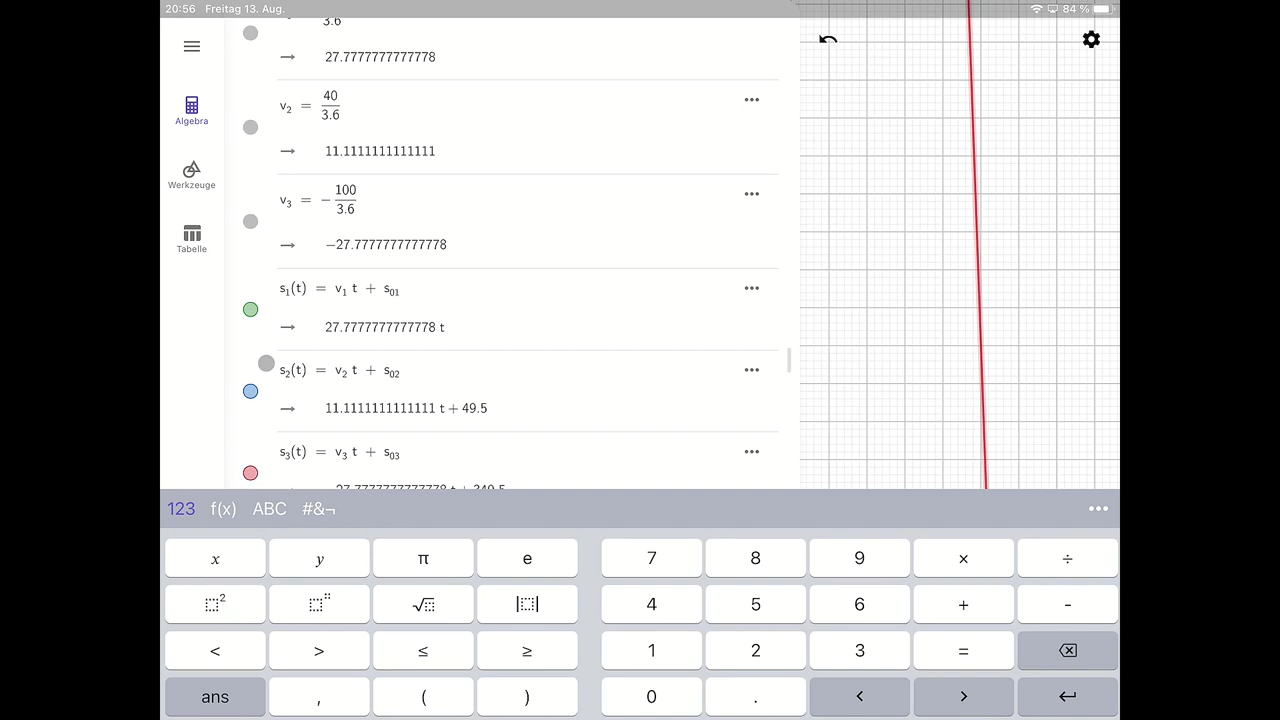 20:56 Freitag 13. Aug. 84 %
3.6
→ 27.7777777777778
v₂ = 40/3.6
→ 11.1111111111111
v₃ = −100/3.6
→ −27.7777777777778
s₁(t) = v₁ t + s₀₁
→ 27.7777777777778 t
s₂(t) = v₂ t + s₀₂
→ 11.1111111111111 t + 49.5
s₃(t) = v₃ t + s₀₃
Algebra
Werkzeuge
Tabelle
123 f(x) ABC #&¬
x y π e 7 8 9 × ÷
2 √ 4 5 6 + -
< > ≤ ≥ 1 2 3 =
ans , ( ) 0 . < >